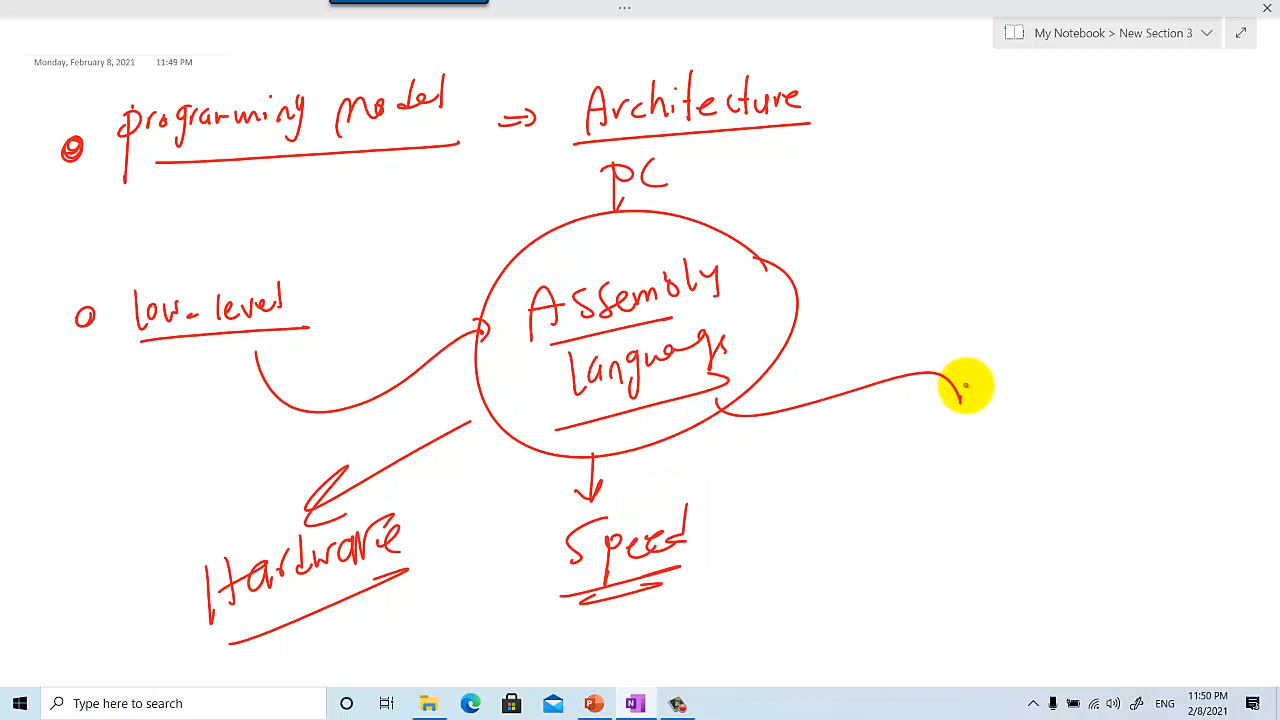 My Notebook > New Section 3
Monday, February 8, 2021 11:49 PM
programming model ⇒ Architecture
PC
low-level
Assembly
language
Hardware
Speed
Type here to search
ENG
11:50 PM
2/8/2021